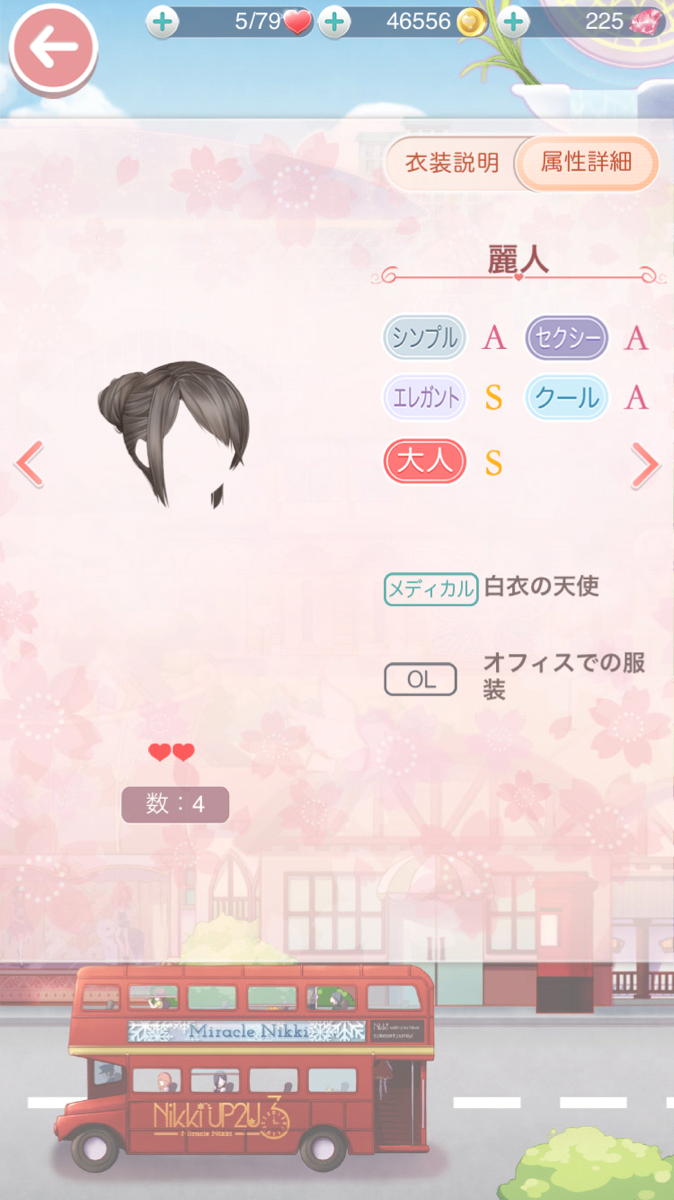 5/79
46556
225
衣装説明
属性詳細
麗人
シンプル A セクシー A
エレガント S クール A
大人 S
メディカル 白衣の天使
OL オフィスでの服装
数：4
Miracle Nikki
Nikki UP2U 3
Miracle Nikki